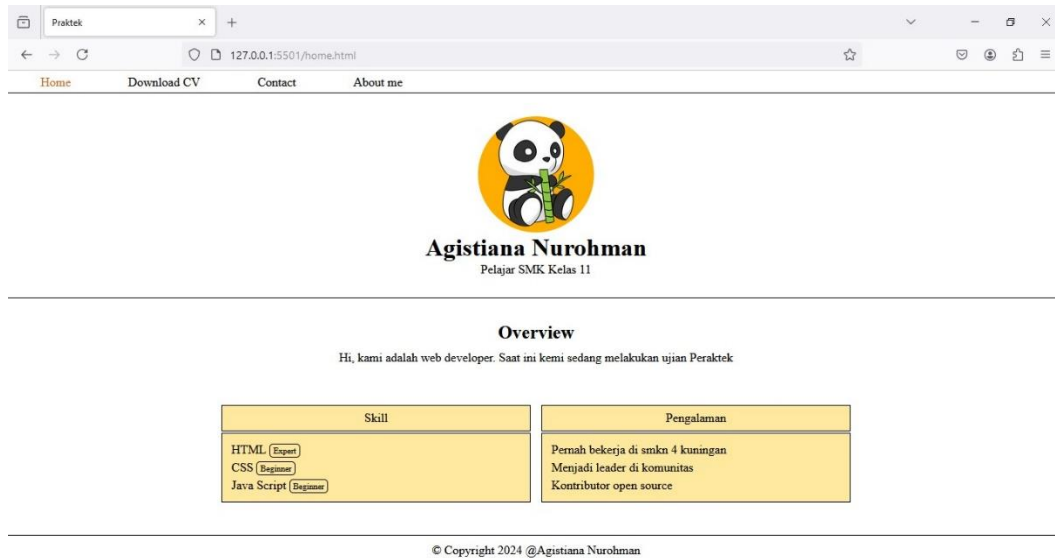 Praktek
127.0.0.1:5501/home.html
Home Download CV Contact About me
Agistiana Nurohman
Pelajar SMK Kelas 11
Overview
Hi, kami adalah web developer. Saat ini kemi sedang melakukan ujian Peraktek
Skill
HTML Expert
CSS Beginner
Java Script Beginner
Pengalaman
Pernah bekerja di smkn 4 kuningan
Menjadi leader di komunitas
Kontributor open source
© Copyright 2024 @Agistiana Nurohman